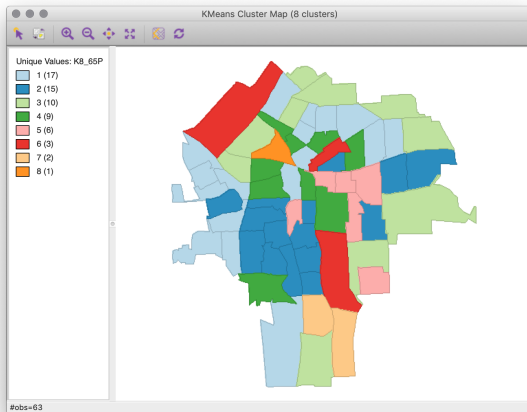 KMeans Cluster Map (8 clusters)
Unique Values: K8_65P
1 (17)
2 (15)
3 (10)
4 (9)
5 (6)
6 (3)
7 (2)
8 (1)
#obs=63